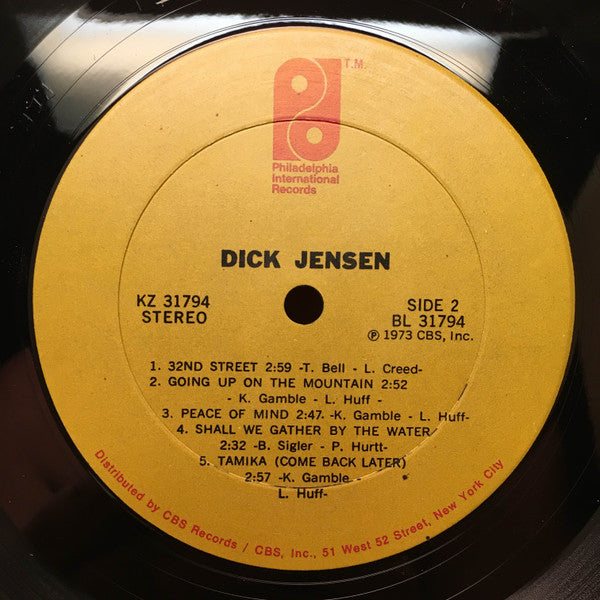 T.M.
Philadelphia
International
Records
DICK JENSEN
KZ 31794
STEREO
SIDE 2
BL 31794
℗ 1973 CBS, Inc.
1. 32ND STREET 2:59 -T. Bell - L. Creed-
2. GOING UP ON THE MOUNTAIN 2:52
- K. Gamble - L. Huff -
3. PEACE OF MIND 2:47. -K. Gamble - L. Huff-
4. SHALL WE GATHER BY THE WATER
2:32 -B. Sigler - P. Hurtt-
5. TAMIKA (COME BACK LATER)
2:57 -K. Gamble -
L. Huff-
Distributed by CBS Records / CBS, Inc., 51 West 52 Street, New York City